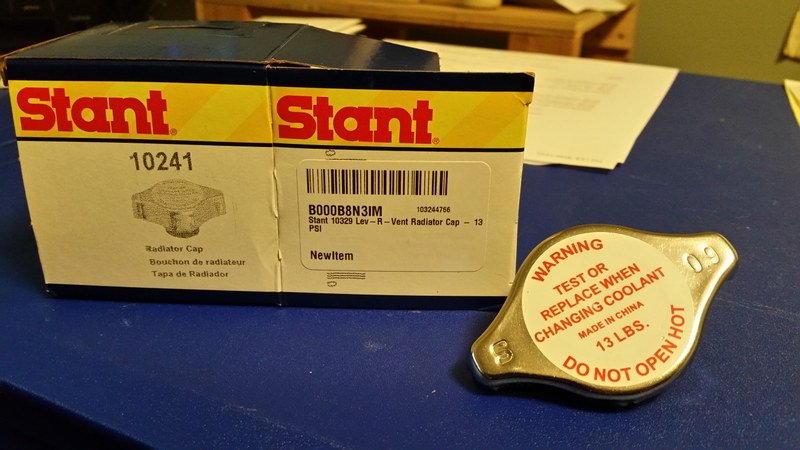 Stant®
10241
Radiator Cap
Bouchon de radiateur
Tapa de Radiador
Stant®
B000B8N3IM 103244766
Stant 10329 Lev-R-Vent Radiator Cap - 13
PSI
NewItem
WARNING
TEST OR
REPLACE WHEN
CHANGING COOLANT
MADE IN CHINA
13 LBS.
DO NOT OPEN HOT